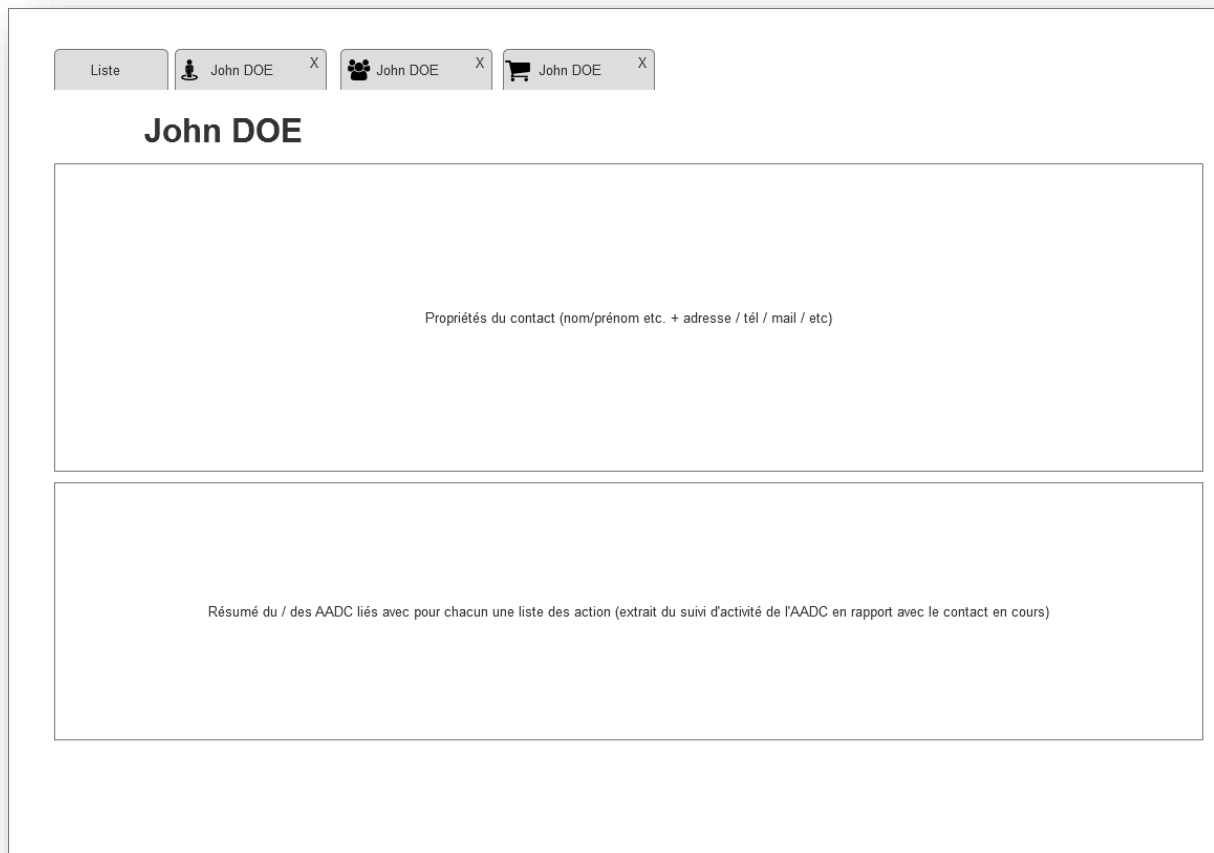 Liste
John DOE X
John DOE X
John DOE X
John DOE
Propriétés du contact (nom/prénom etc. + adresse / tél / mail / etc)
Résumé du / des AADC liés avec pour chacun une liste des action (extrait du suivi d'activité de l'AADC en rapport avec le contact en cours)